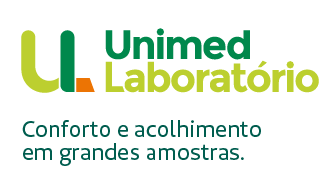 Unimed
Laboratório
Conforto e acolhimento
em grandes amostras.